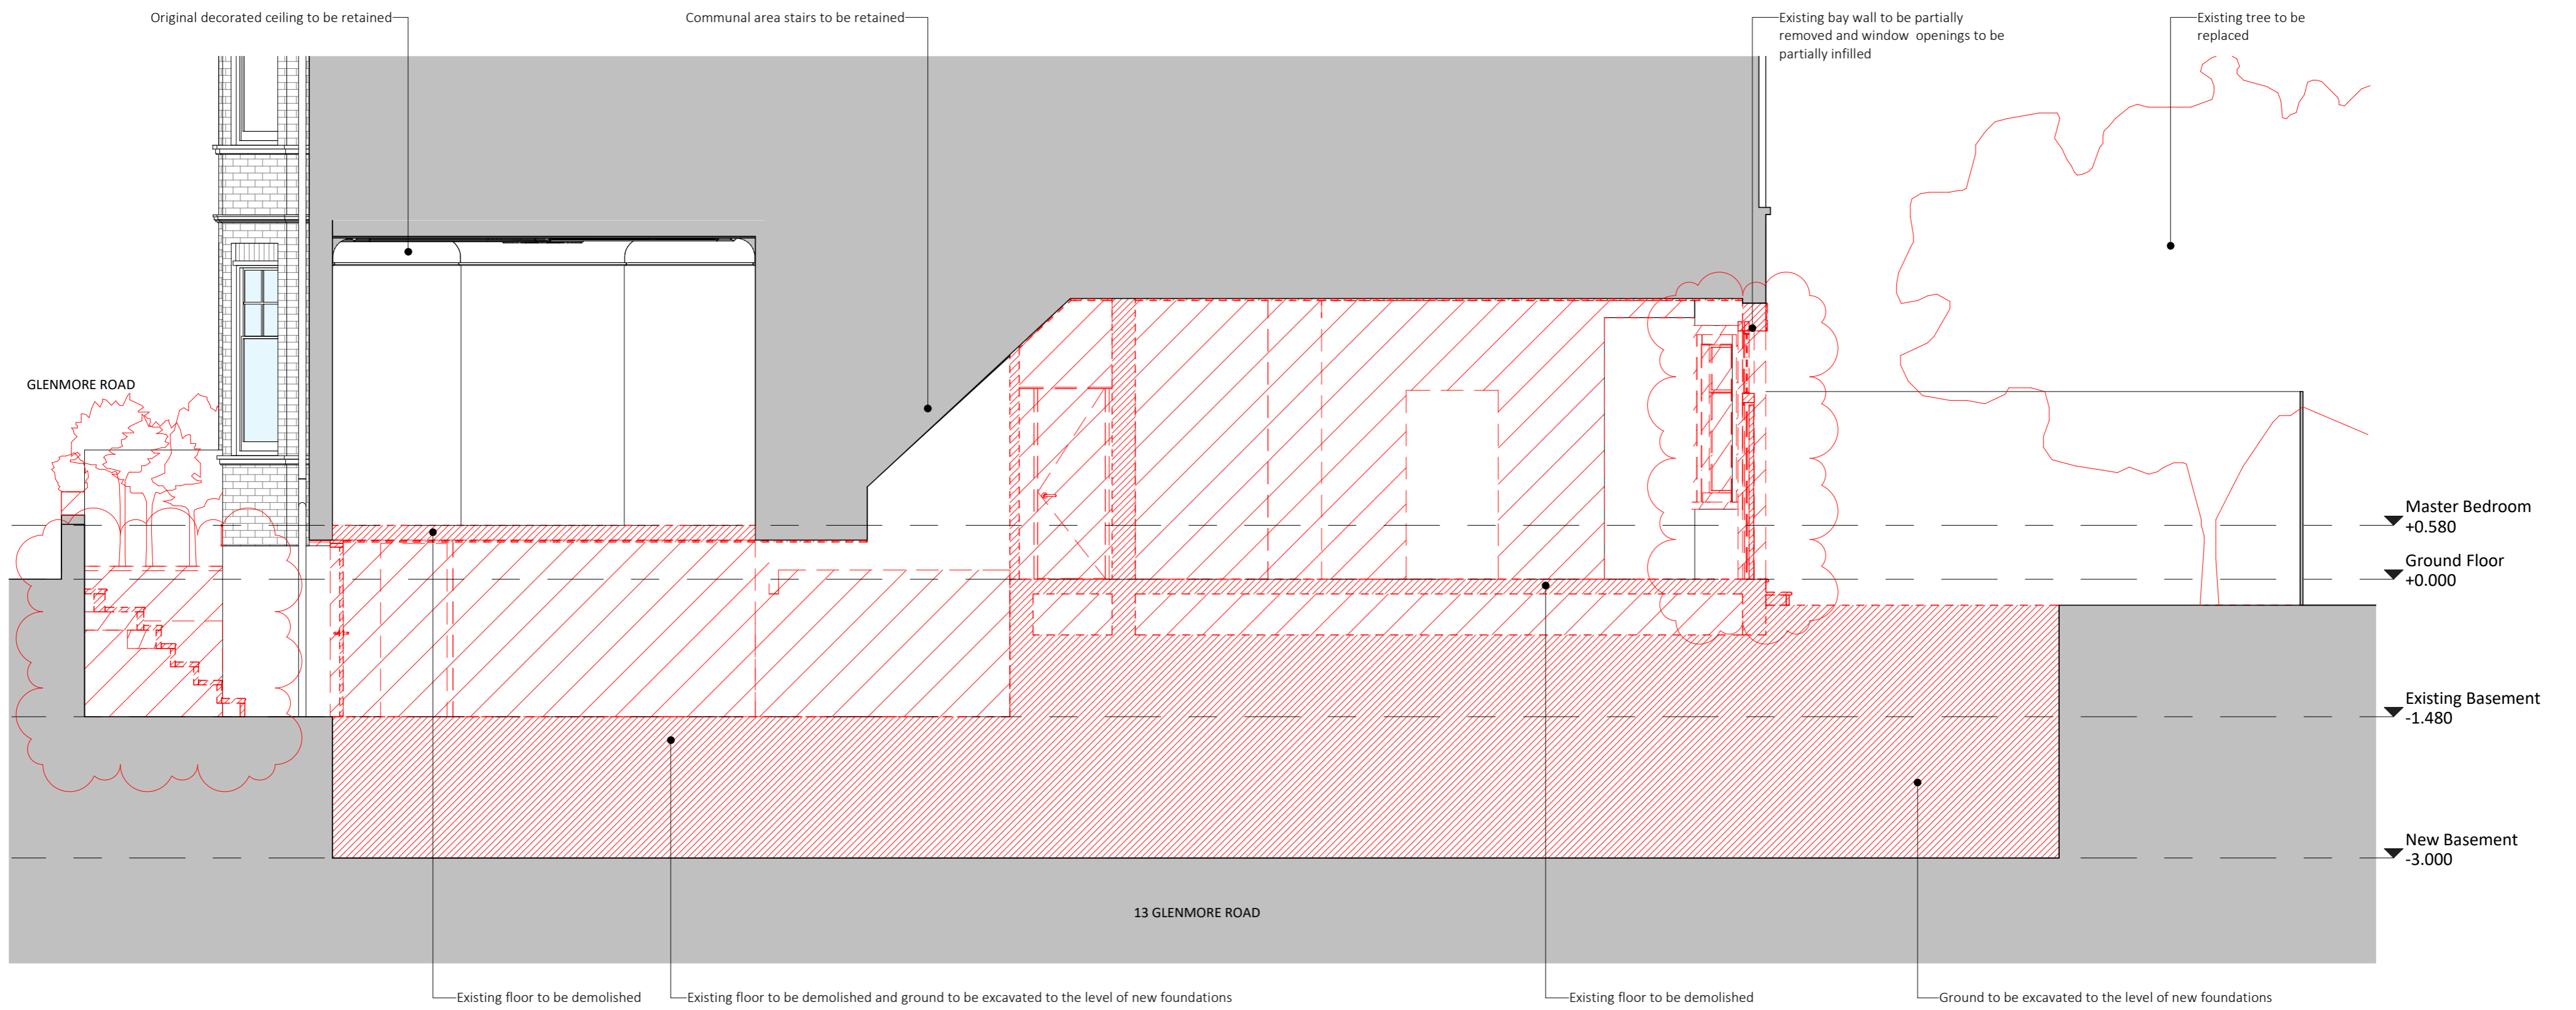 Original decorated ceiling to be retained
Communal area stairs to be retained
Existing bay wall to be partially
removed and window openings to be
partially infilled
Existing tree to be
replaced
GLENMORE ROAD
Master Bedroom
+0.580
Ground Floor
+0.000
Existing Basement
-1.480
New Basement
-3.000
13 GLENMORE ROAD
Existing floor to be demolished
Existing floor to be demolished and ground to be excavated to the level of new foundations
Existing floor to be demolished
Ground to be excavated to the level of new foundations